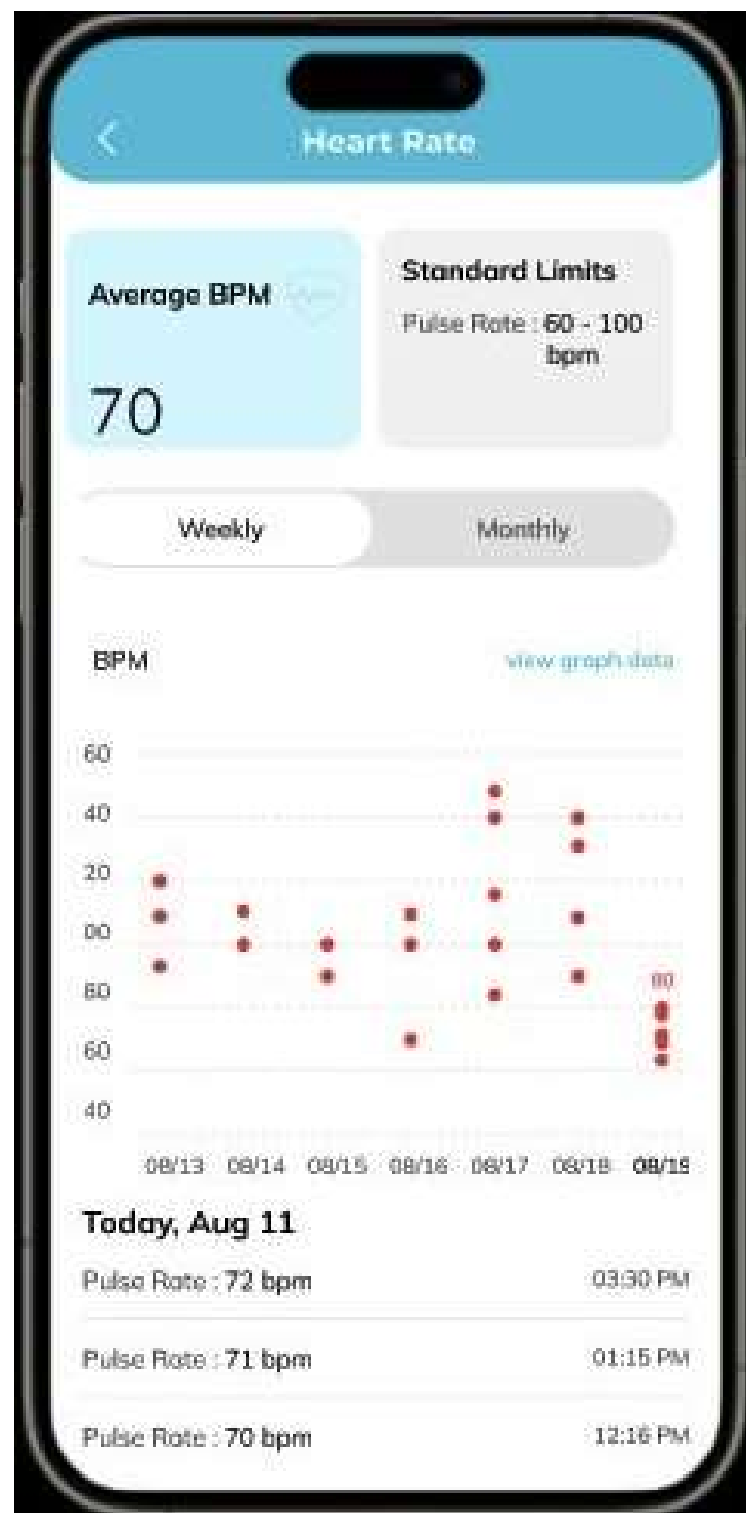 Heart Rate
Average BPM
70
Standard Limits
Pulse Rate : 60 - 100
bpm
Weekly
Monthly
BPM
view graph data
60
40
20
00
80
60
40
80
08/13 08/14 08/15 08/16 08/17 08/18 08/19
Today, Aug 11
Pulse Rate : 72 bpm 03:30 PM
Pulse Rate : 71 bpm 01:15 PM
Pulse Rate : 70 bpm 12:16 PM